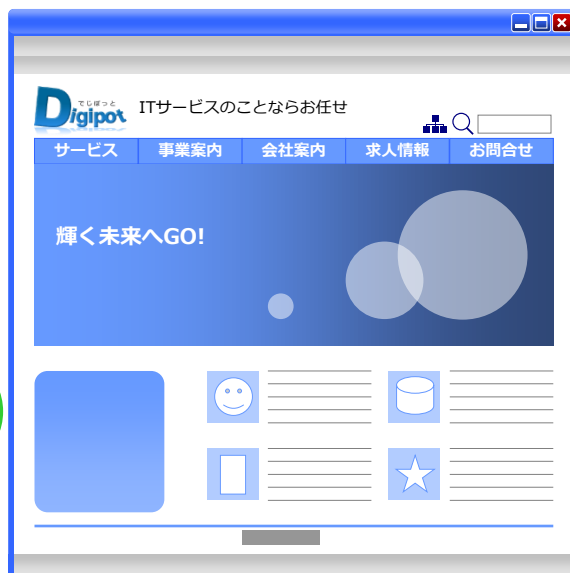 でじぽっと
Digipot
ITサービスのことならお任せ
サービス 事業案内 会社案内 求人情報 お問合せ
輝く未来へGO!